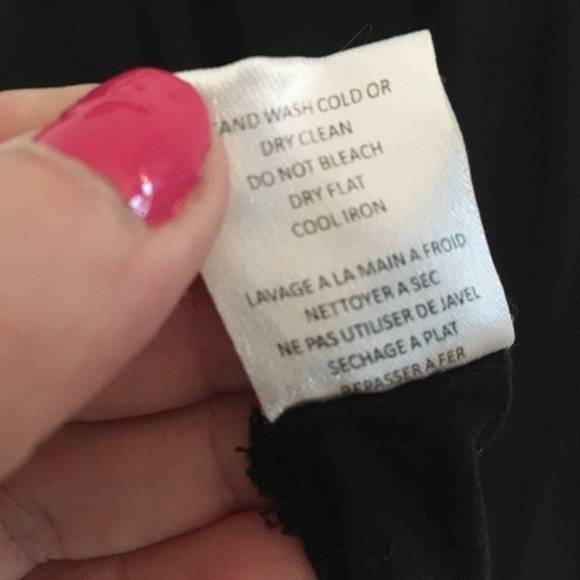 AND WASH COLD OR
DRY CLEAN
DO NOT BLEACH
DRY FLAT
COOL IRON
LAVAGE A LA MAIN A FROID
NETTOYER A SEC
NE PAS UTILISER DE JAVEL
SECHAGE A PLAT
REPASSER A FER